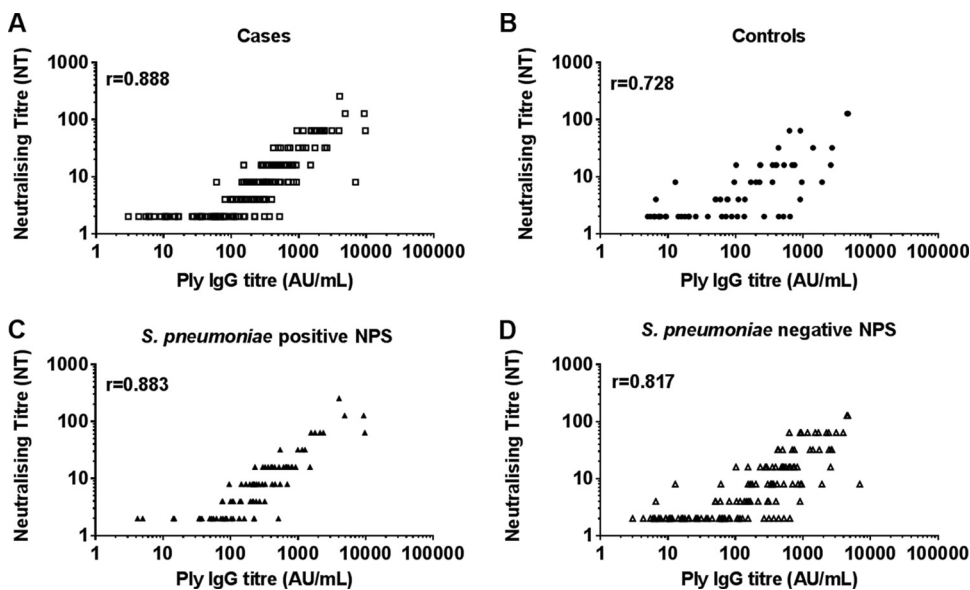 A
Cases
Neutralising Titre (NT)
1000
100
10
1
r=0.888
1 10 100 1000 10000 100000
Ply IgG titre (AU/mL)
B
Controls
Neutralising Titre (NT)
1000
100
10
1
r=0.728
1 10 100 1000 10000 100000
Ply IgG titre (AU/mL)
C
S. pneumoniae positive NPS
Neutralising Titre (NT)
1000
100
10
1
r=0.883
1 10 100 1000 10000 100000
Ply IgG titre (AU/mL)
D
S. pneumoniae negative NPS
Neutralising Titre (NT)
1000
100
10
1
r=0.817
1 10 100 1000 10000 100000
Ply IgG titre (AU/mL)